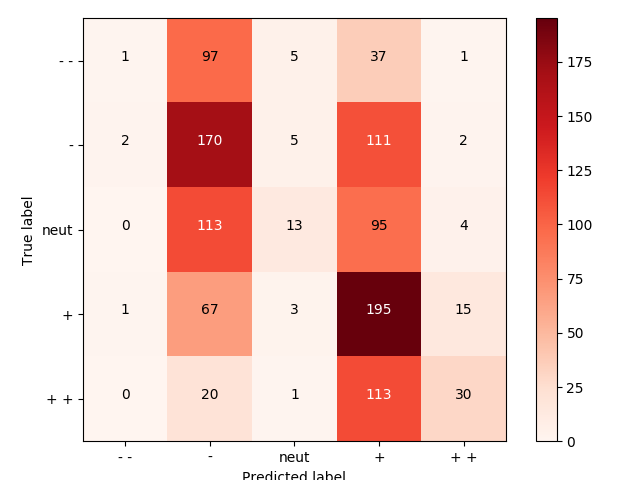 - - 1 97 5 37 1
- 2 170 5 111 2
neut 0 113 13 95 4
+ 1 67 3 195 15
+ + 0 20 1 113 30
- - - neut + + +
True label
Predicted label
175
150
125
100
75
50
25
0